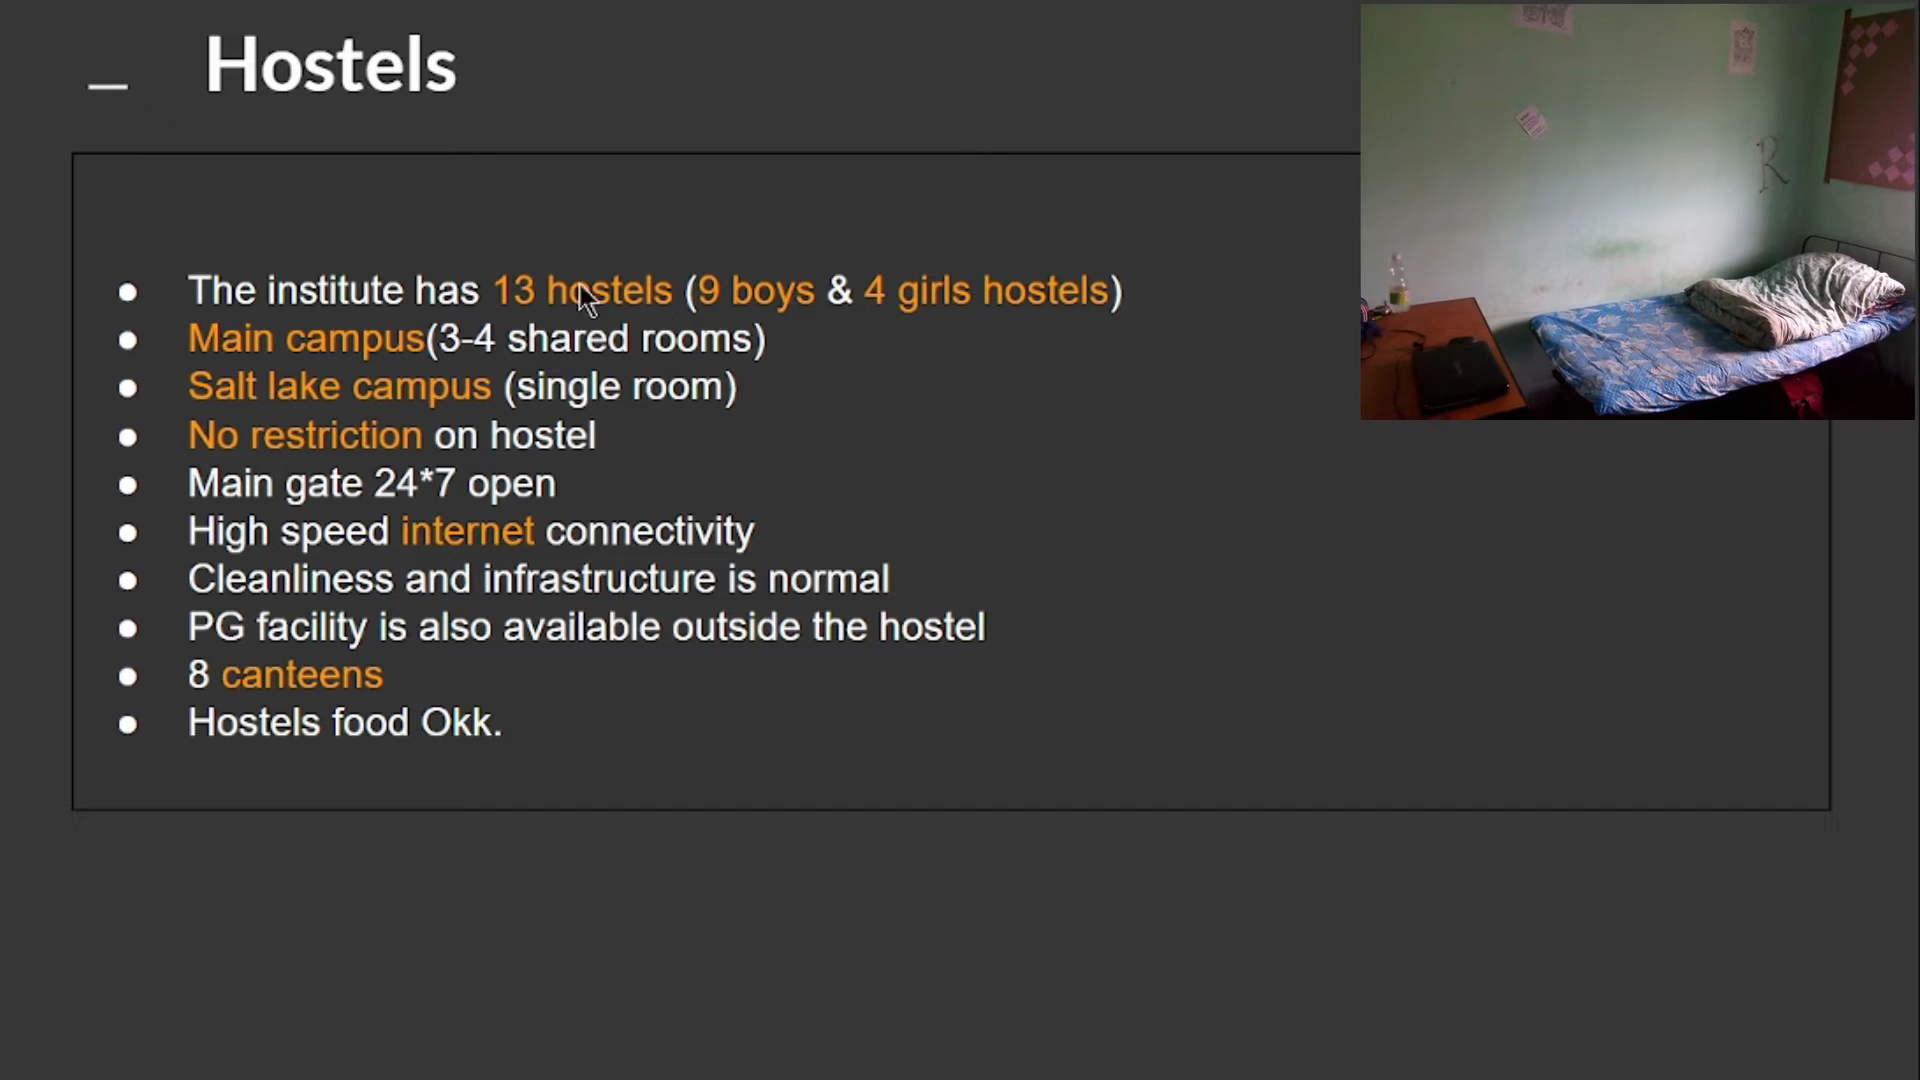 Hostels
The institute has 13 hostels (9 boys & 4 girls hostels)
Main campus(3-4 shared rooms)
Salt lake campus (single room)
No restriction on hostel
Main gate 24*7 open
High speed internet connectivity
Cleanliness and infrastructure is normal
PG facility is also available outside the hostel
8 canteens
Hostels food Okk.
R